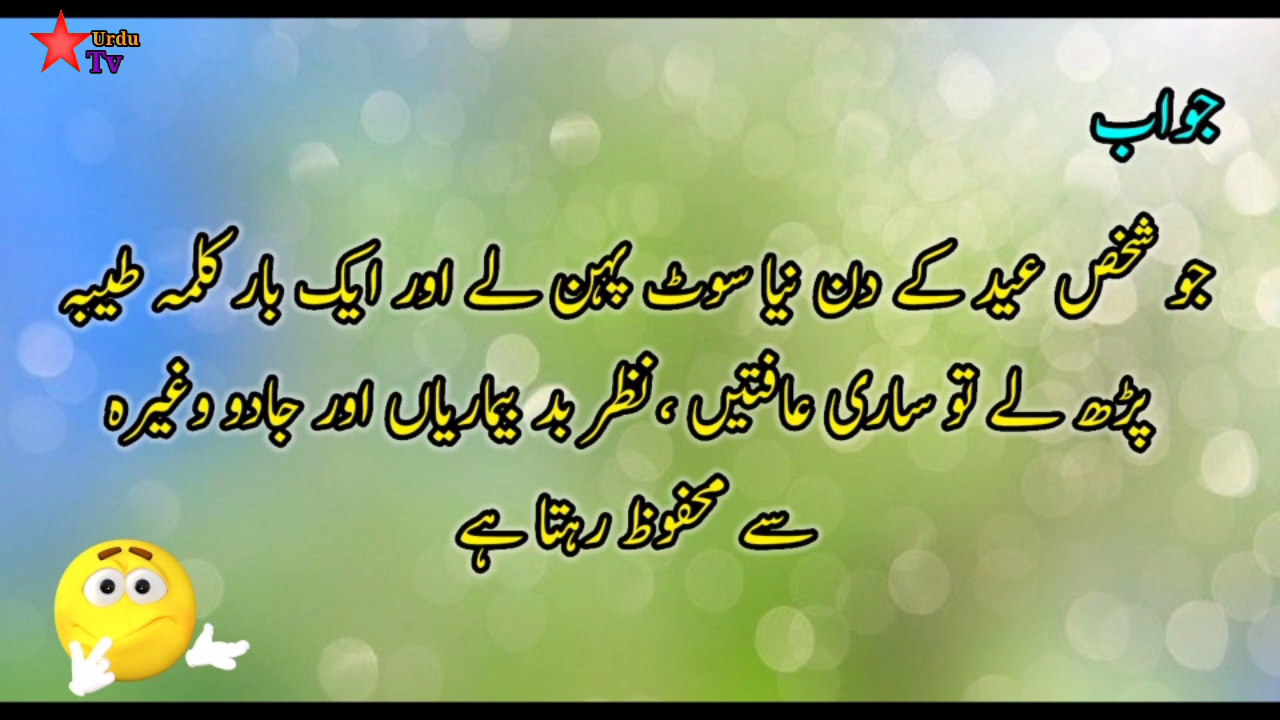 Urdu
Tv
جواب
جو شخص عید کے دن نیا سوٹ پہن لے اور ایک بار کلمہ طیبہ
پڑھ لے تو ساری عافتیں ، نظر بد بیماریاں اور جادو وغیرہ
سے محفوظ رہتا ہے